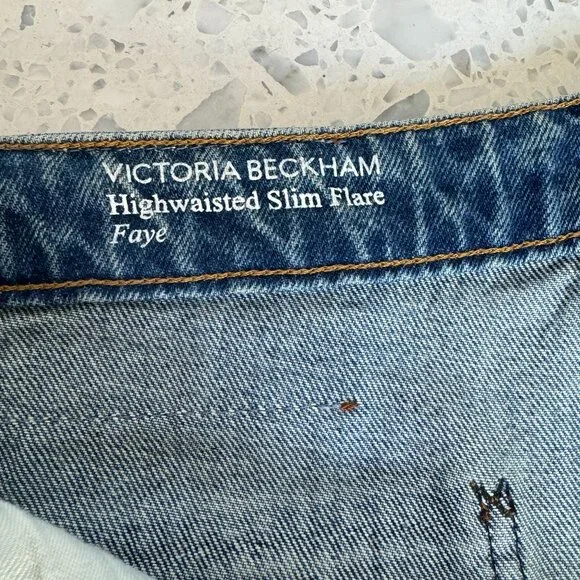 VICTORIA BECKHAM
Highwaisted Slim Flare
Faye